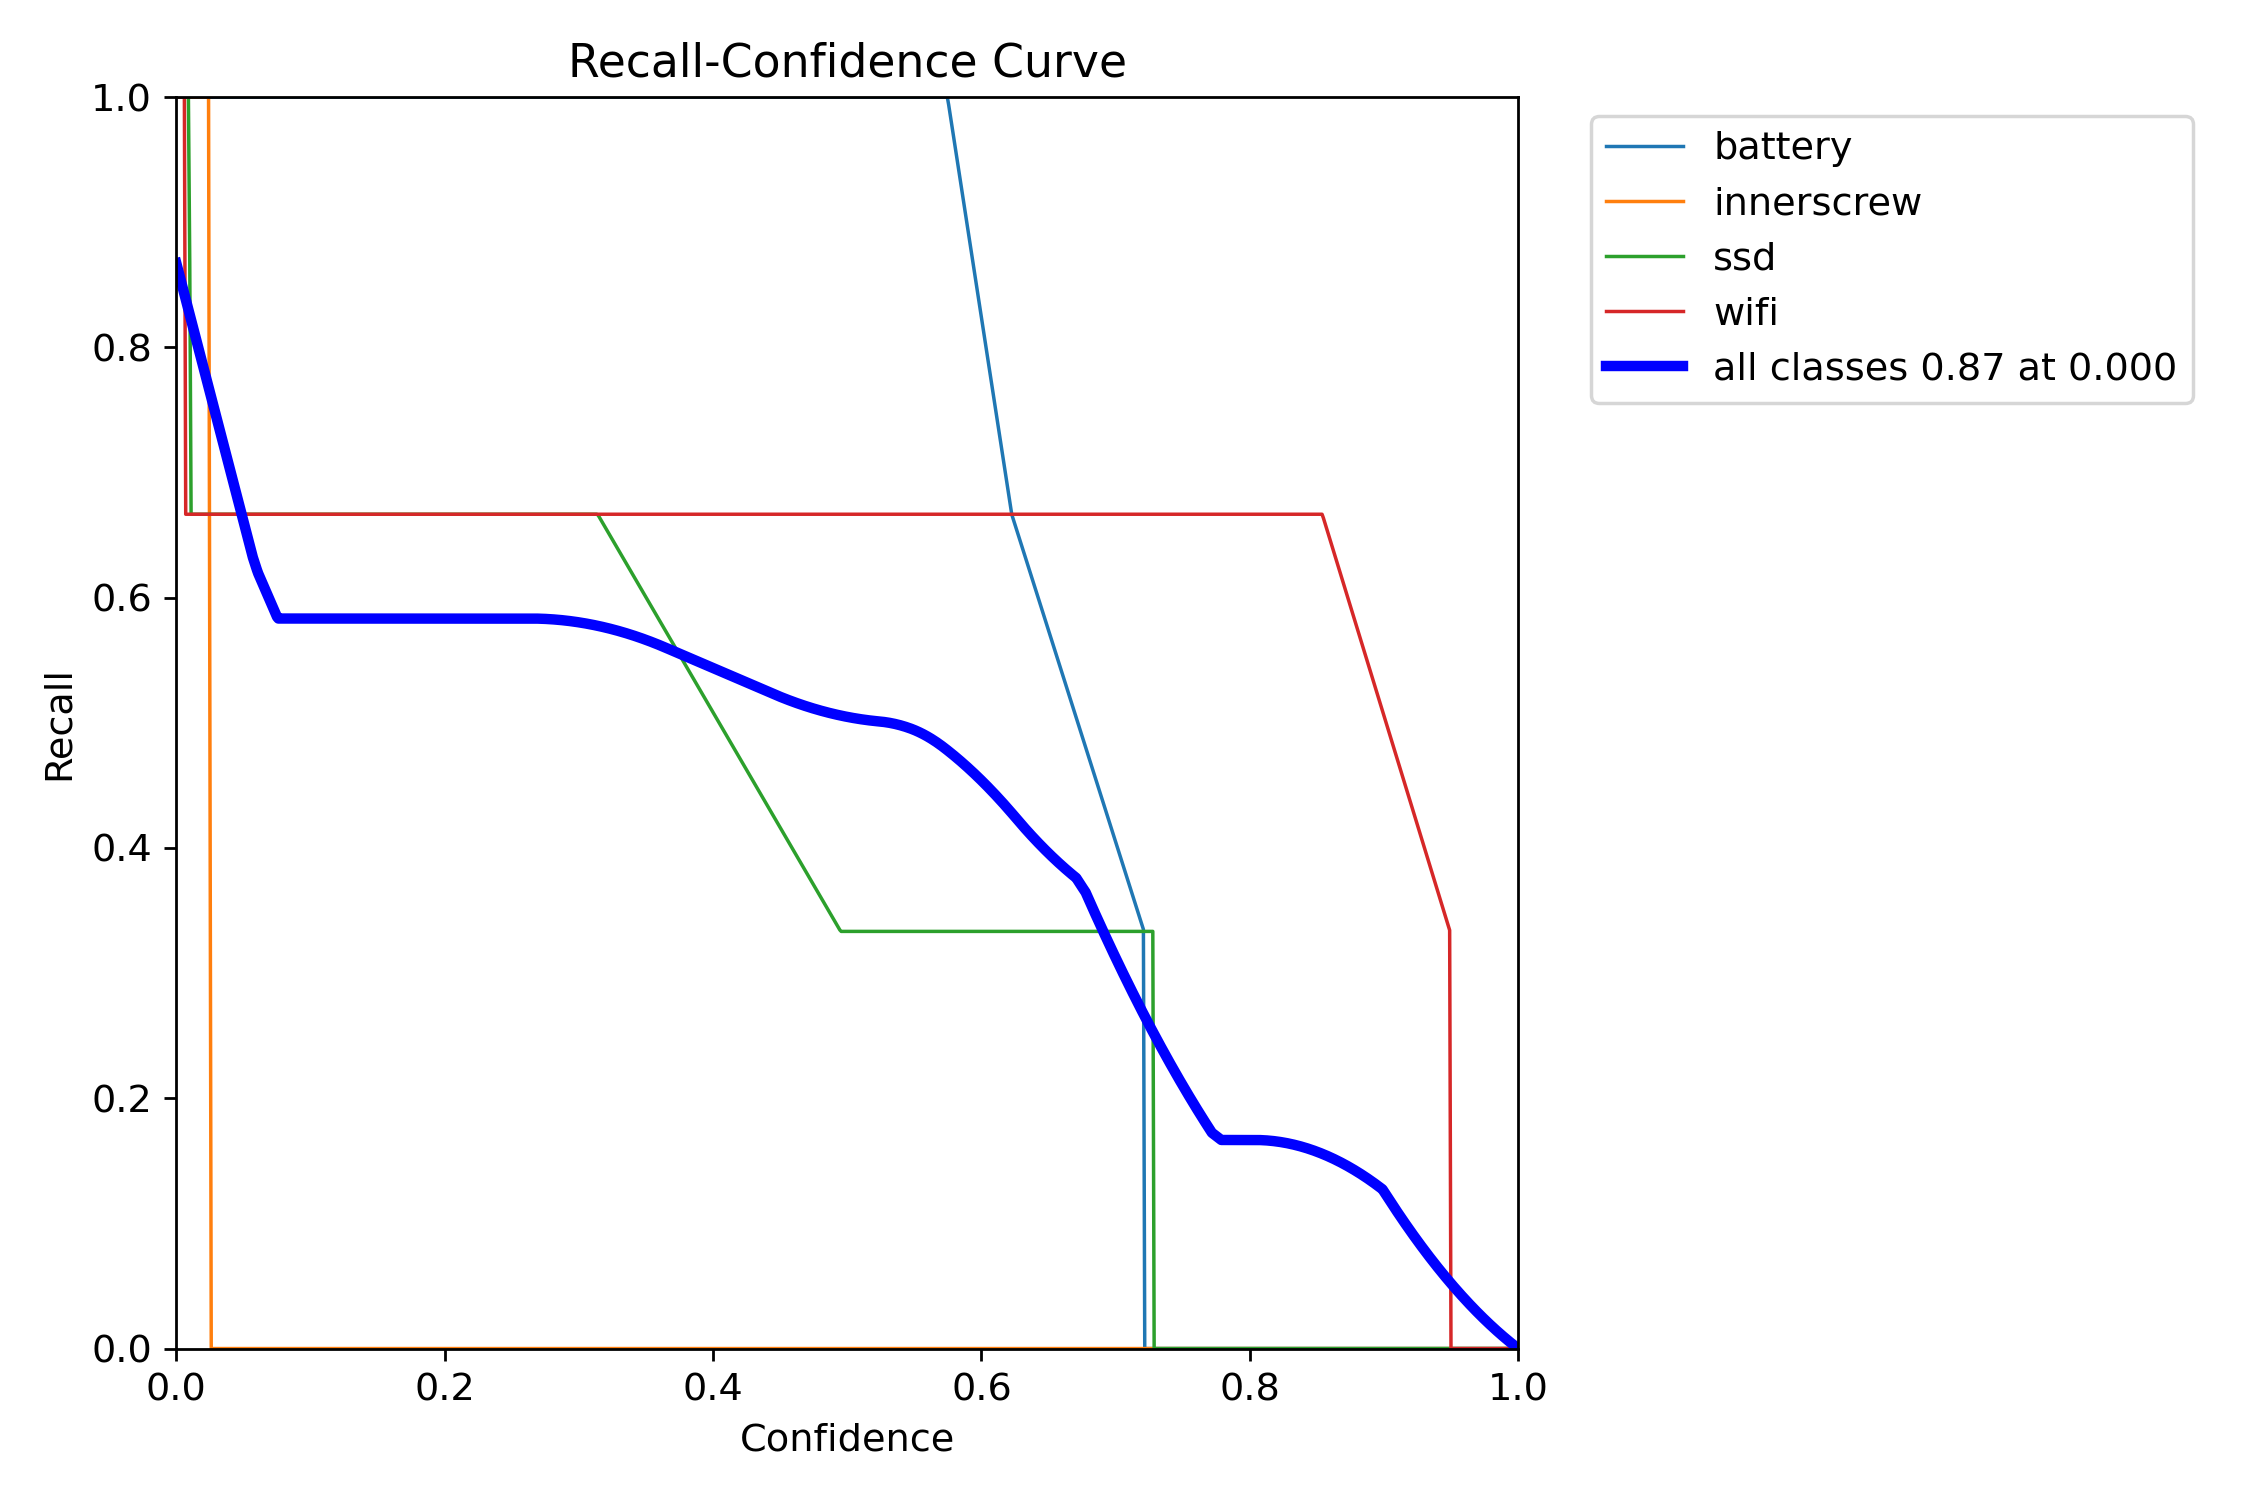 Recall-Confidence Curve
1.0
0.8
0.6
0.4
0.2
0.0
Recall
0.0 0.2 0.4 0.6 0.8 1.0
Confidence
battery
innerscrew
ssd
wifi
all classes 0.87 at 0.000